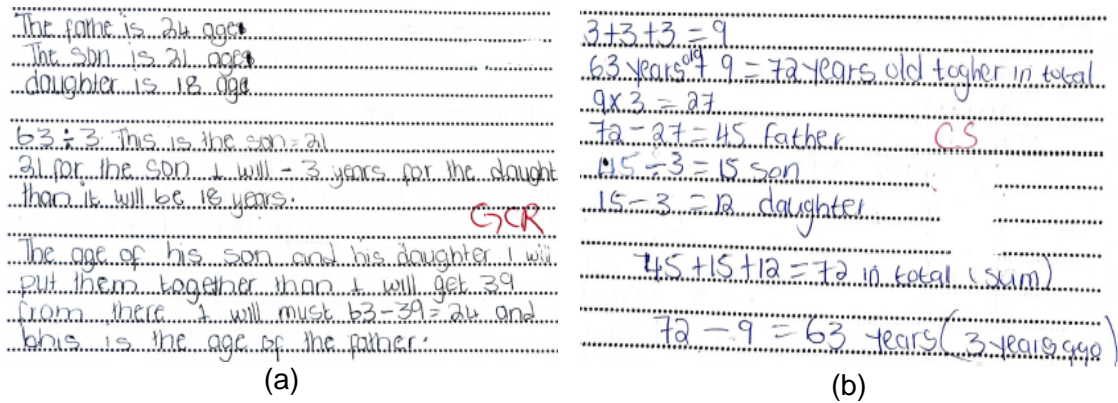 The fathe is 24 age
The son is 21 age
daughter is 18 age
63 ÷ 3 This is the son = 21
21 for the son I will - 3 years for the daught
than it will be 18 years.
GCR
The age of his son and his daughter I will
put them together than I will get 39
from there I will must 63-39=24 and
this is the age of the father.
(a)
3+3+3 = 9
63 years old + 9 = 72 years old togher in total
9x3 = 27
72 - 27 = 45 father
CS
45 ÷ 3 = 15 son
15 - 3 = 12 daughter
45 + 15 + 12 = 72 in total (sum)
72 - 9 = 63 years (3 years ago)
(b)